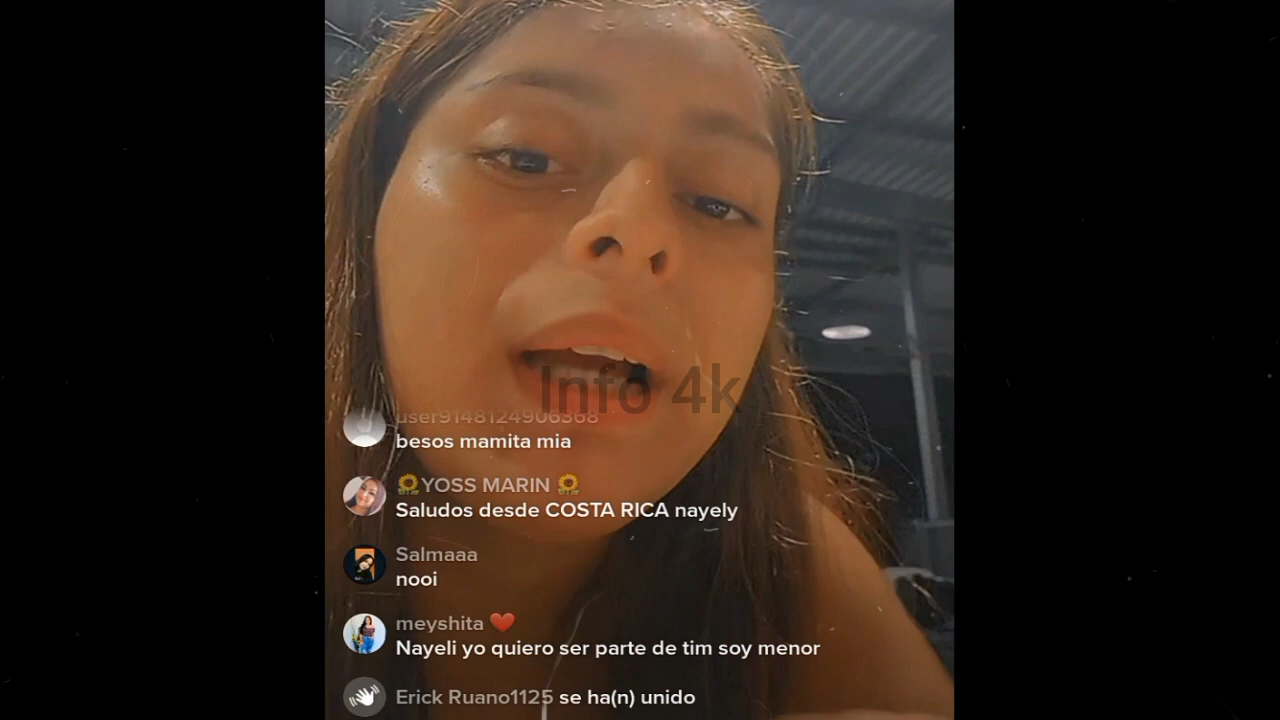 Info 4k
user9148124906368
besos mamita mia
🌻YOSS MARIN 🌻
Saludos desde COSTA RICA nayely
Salmaaa
nooi
meyshita ❤️
Nayeli yo quiero ser parte de tim soy menor
Erick Ruano1125 se ha(n) unido